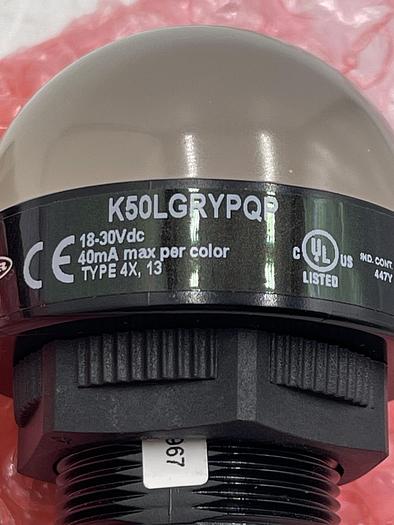 K50LGRYPQP
CE
18-30Vdc
40mA max per color
TYPE 4X, 13
C UL US
LISTED
IND. CONT.
447Y
967